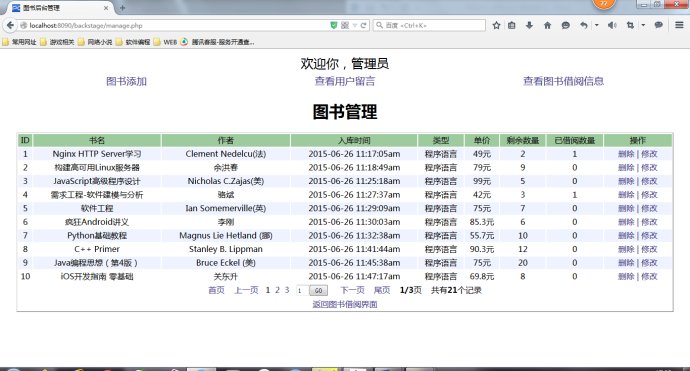 图书后台管理
localhost:8090/backstage/manage.php
百度 <Ctrl+K>
常用网址 游戏相关 网络小说 软件编程 WEB 腾讯客服-服务开通查...
欢迎你，管理员
图书添加 查看用户留言 查看图书借阅信息
图书管理
ID 书名 作者 入库时间 类型 单价 剩余数量 已借阅数量 操作
1 Nginx HTTP Server学习 Clement Nedelcu(法) 2015-06-26 11:17:05am 程序语言 49元 2 1 删除 | 修改
2 构建高可用Linux服务器 余洪春 2015-06-26 11:18:49am 程序语言 79元 9 0 删除 | 修改
3 JavaScript高级程序设计 Nicholas C.Zajas(美) 2015-06-26 11:25:18am 程序语言 99元 5 0 删除 | 修改
4 需求工程-软件建模与分析 骆斌 2015-06-26 11:27:37am 程序语言 42元 3 1 删除 | 修改
5 软件工程 Ian Somemerville(英) 2015-06-26 11:29:09am 程序语言 75元 7 0 删除 | 修改
6 疯狂Android讲义 李刚 2015-06-26 11:30:03am 程序语言 85.3元 6 0 删除 | 修改
7 Python基础教程 Magnus Lie Hetland (挪) 2015-06-26 11:32:38am 程序语言 55.7元 10 0 删除 | 修改
8 C++ Primer Stanley B. Lippman 2015-06-26 11:41:44am 程序语言 90.3元 12 0 删除 | 修改
9 Java编程思想（第4版） Bruce Eckel (美) 2015-06-26 11:45:38am 程序语言 75元 20 0 删除 | 修改
10 iOS开发指南 零基础 关东升 2015-06-26 11:47:17am 程序语言 69.8元 8 0 删除 | 修改
首页 上一页 1 2 3 1 GO 下一页 尾页 1/3页 共有21个记录
返回图书借阅界面